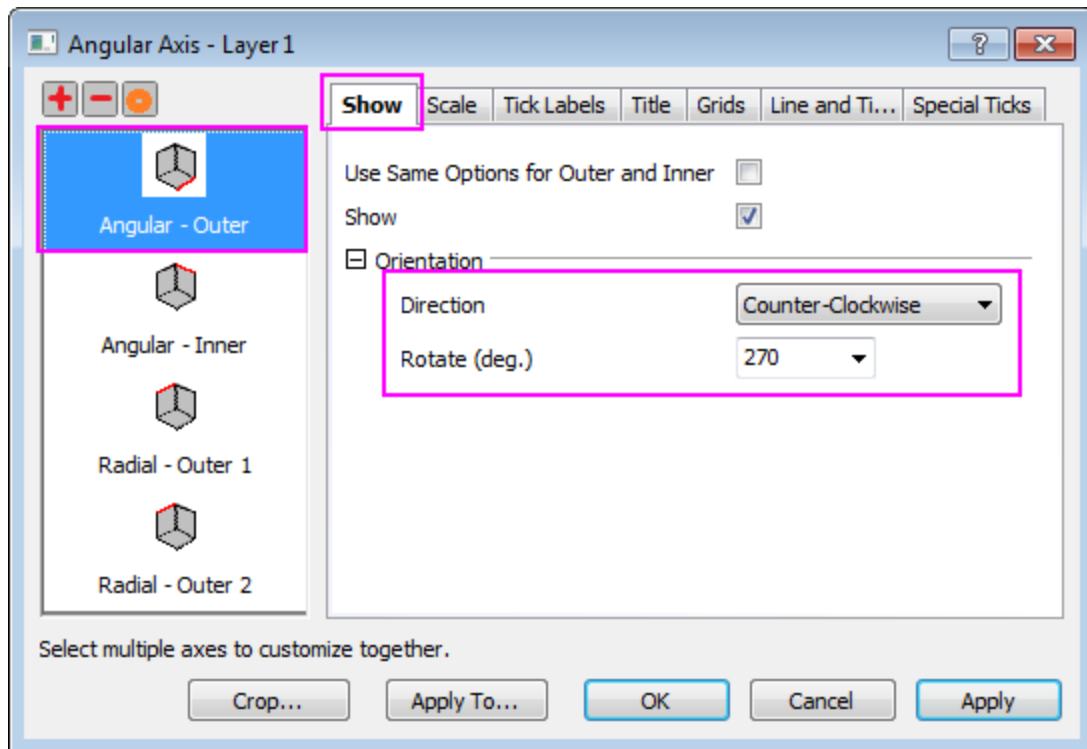 Angular Axis - Layer 1
Show Scale Tick Labels Title Grids Line and Ti... Special Ticks
Angular - Outer
Angular - Inner
Radial - Outer 1
Radial - Outer 2
Use Same Options for Outer and Inner
Show
Orientation
Direction Counter-Clockwise
Rotate (deg.) 270
Select multiple axes to customize together.
Crop... Apply To... OK Cancel Apply